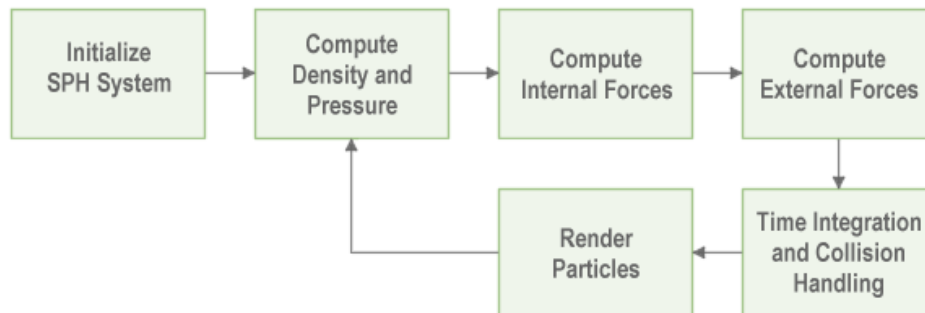 Initialize
SPH System
Compute
Density and
Pressure
Compute
Internal Forces
Compute
External Forces
Time Integration
and Collision
Handling
Render
Particles